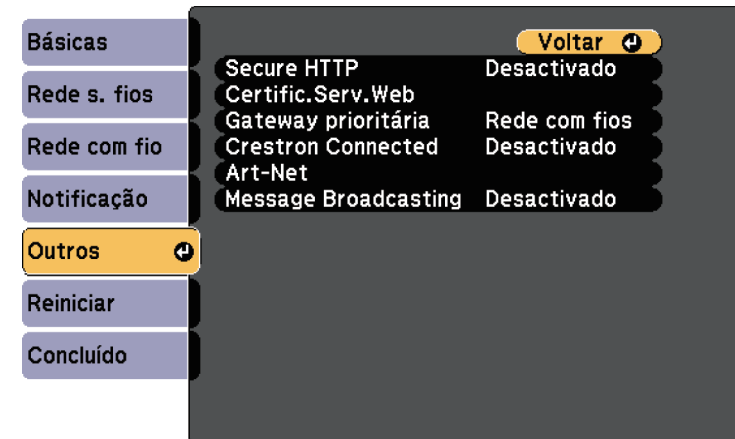 Básicas
Rede s. fios
Rede com fio
Notificação
Outros
Reiniciar
Concluído
Voltar
Secure HTTP Desactivado
Certific.Serv.Web
Gateway prioritária Rede com fios
Crestron Connected Desactivado
Art-Net
Message Broadcasting Desactivado